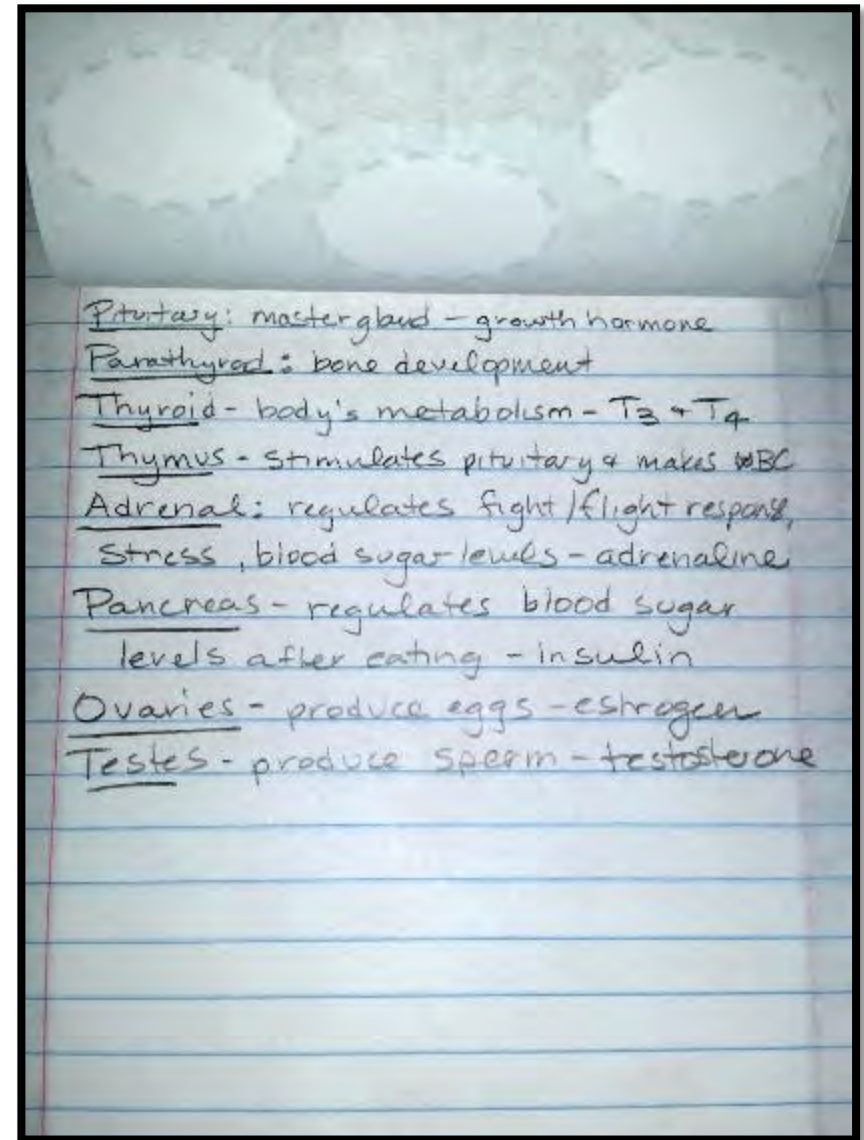 Pituitary: master gland - growth hormone
Parathyrod: bone development
Thyroid - body's metabolism - T3 + T4
Thymus - stimulates pituitary & makes WBC
Adrenal: regulates fight/flight response,
stress, blood sugar levels - adrenaline
Pancreas - regulates blood sugar
levels after eating - insulin
Ovaries - produce eggs - estrogen
Testes - produce sperm - testosterone